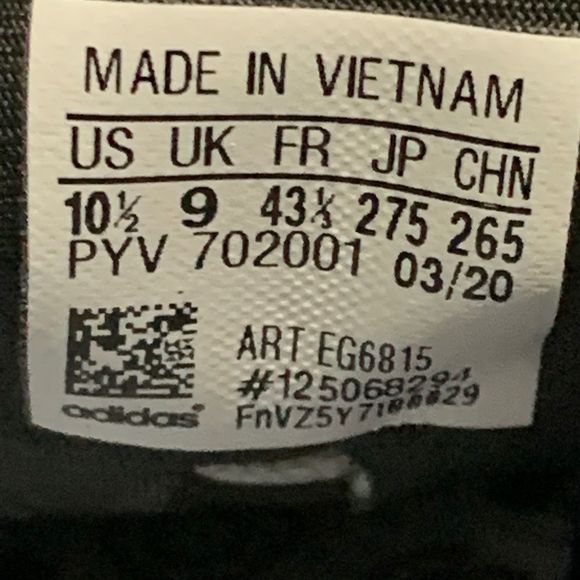 MADE IN VIETNAM
US UK FR JP CHN
10½ 9 43⅓ 275 265
PYV 702001 03/20
ART EG6815
#125068294
adidas®